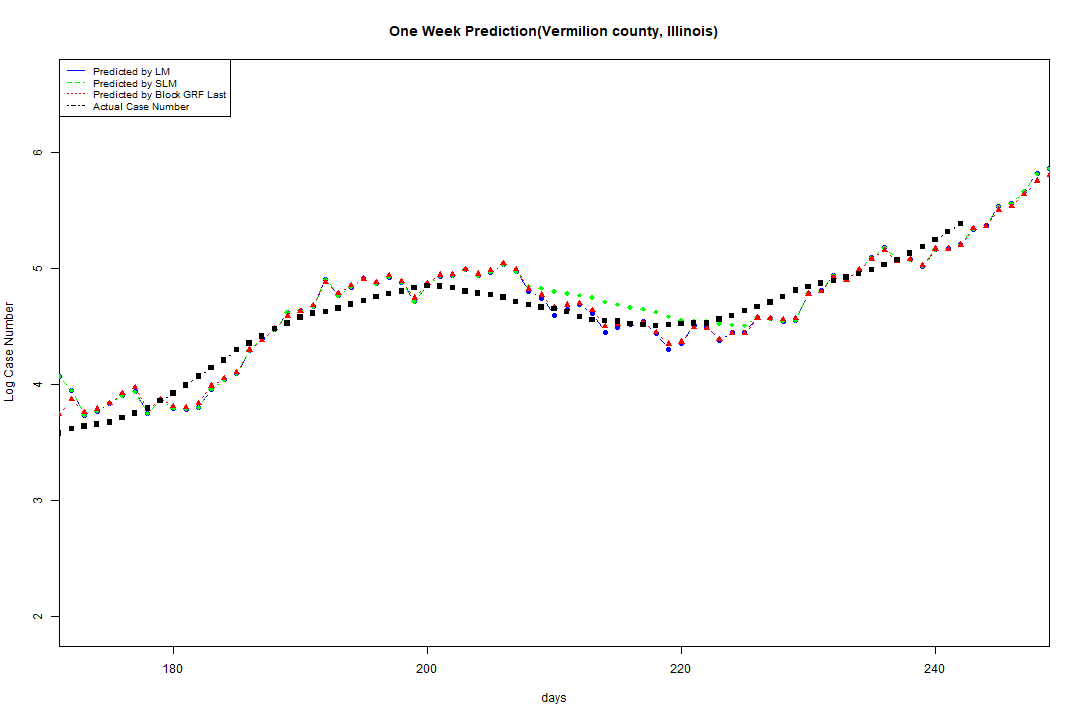 One Week Prediction(Vermilion county, Illinois)
Predicted by LM
Predicted by SLM
Predicted by Block GRF Last
Actual Case Number
6
5
4
3
2
Log Case Number
180 200 220 240
days